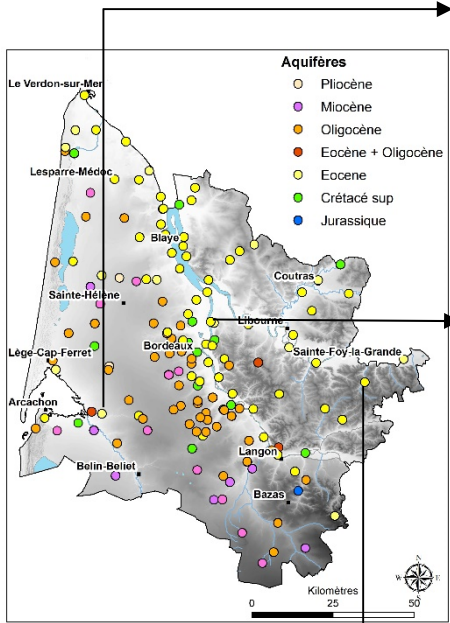 Aquifères
Pliocène
Miocène
Oligocène
Eocène + Oligocène
Eocene
Crétacé sup
Jurassique
Le Verdon-sur-Mer
Lesparre-Médoc
Blaye
Coutras
Sainte-Hélène
Libourne
Bordeaux
Sainte-Foy-la-Grande
Lège-Cap-Ferret
Arcachon
Langon
Belin-Beliet
Bazas
N
W E
S
Kilomètres
0 25 50